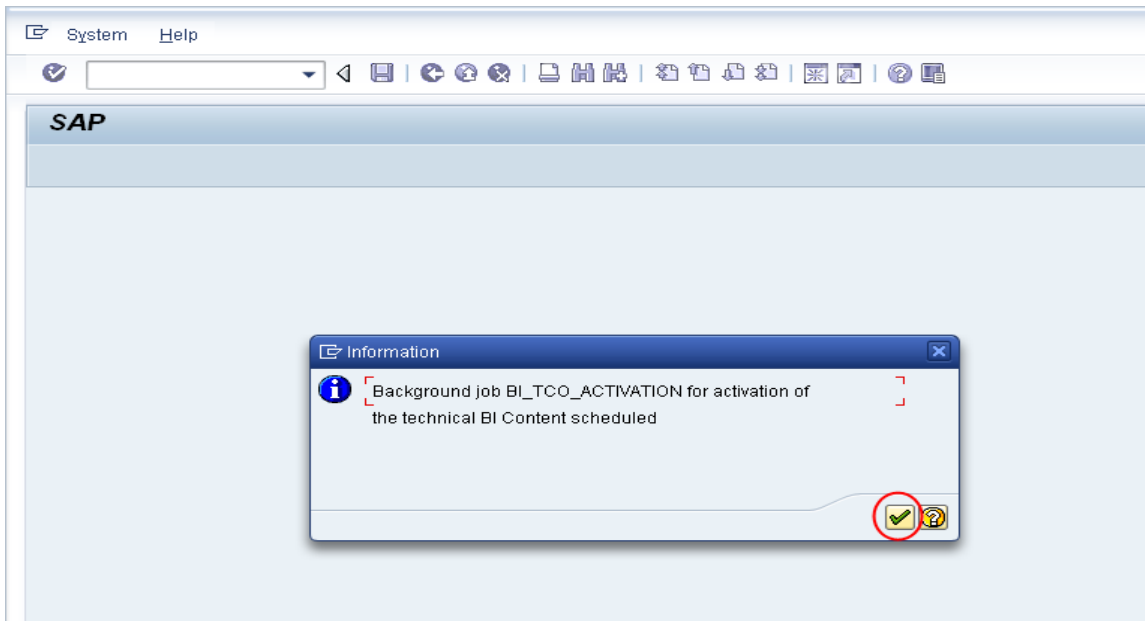 System Help
SAP
Information
Background job BI_TCO_ACTIVATION for activation of
the technical BI Content scheduled